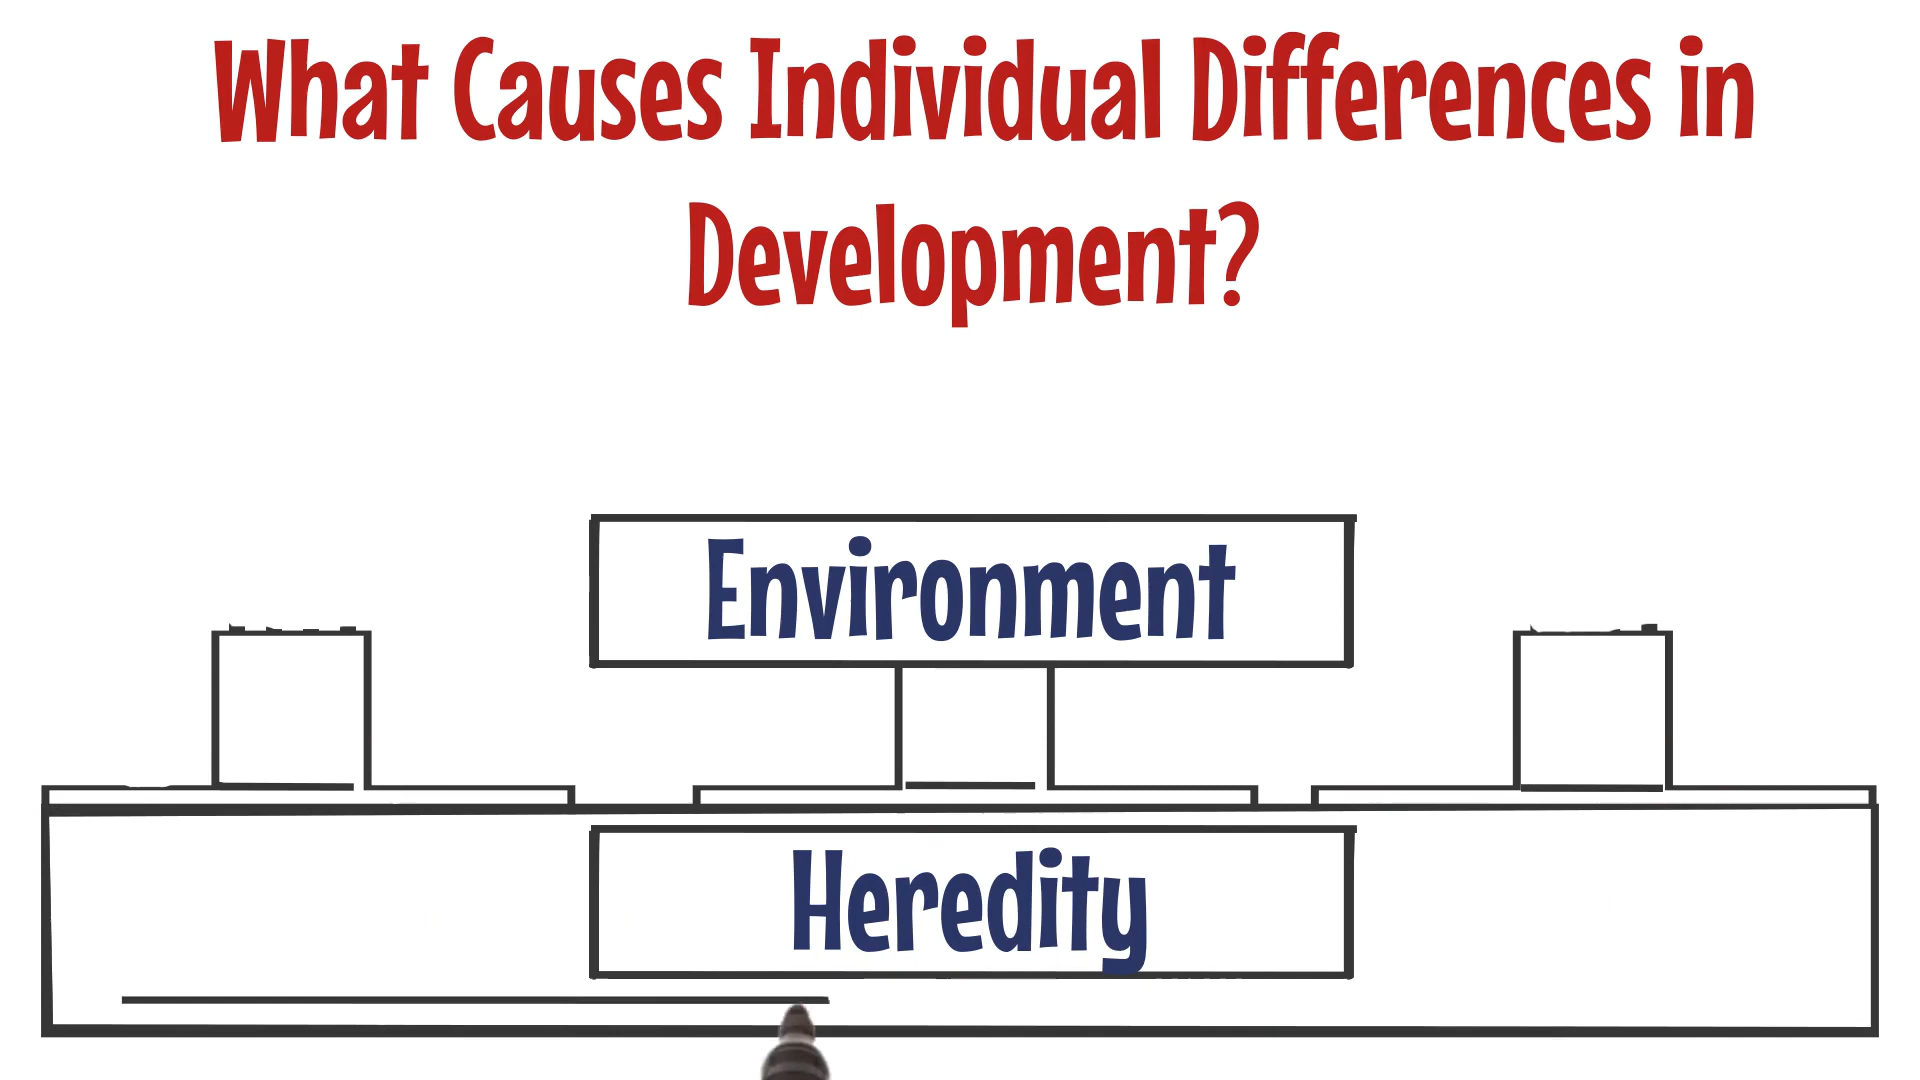 What Causes Individual Differences in
Development?
Environment
Heredity